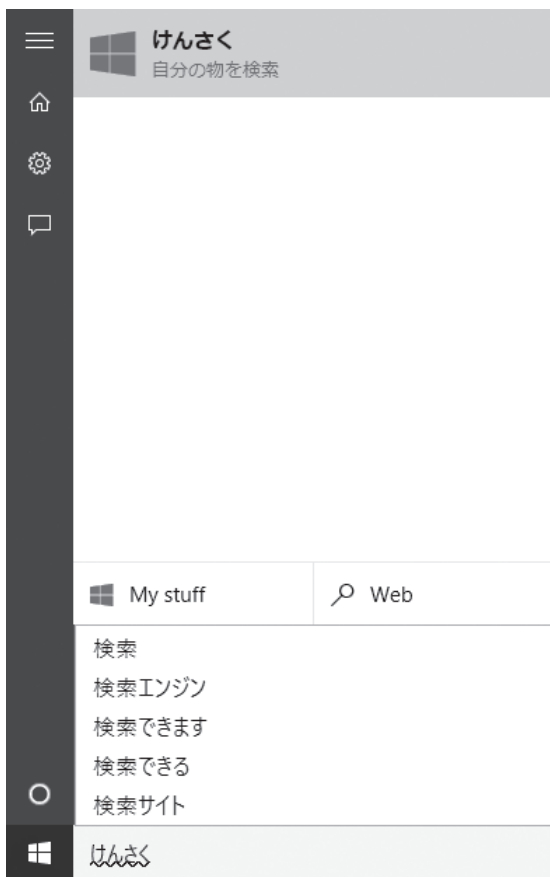 けんさく
自分の物を検索
My stuff
Web
検索
検索エンジン
検索できます
検索できる
検索サイト
けんさく